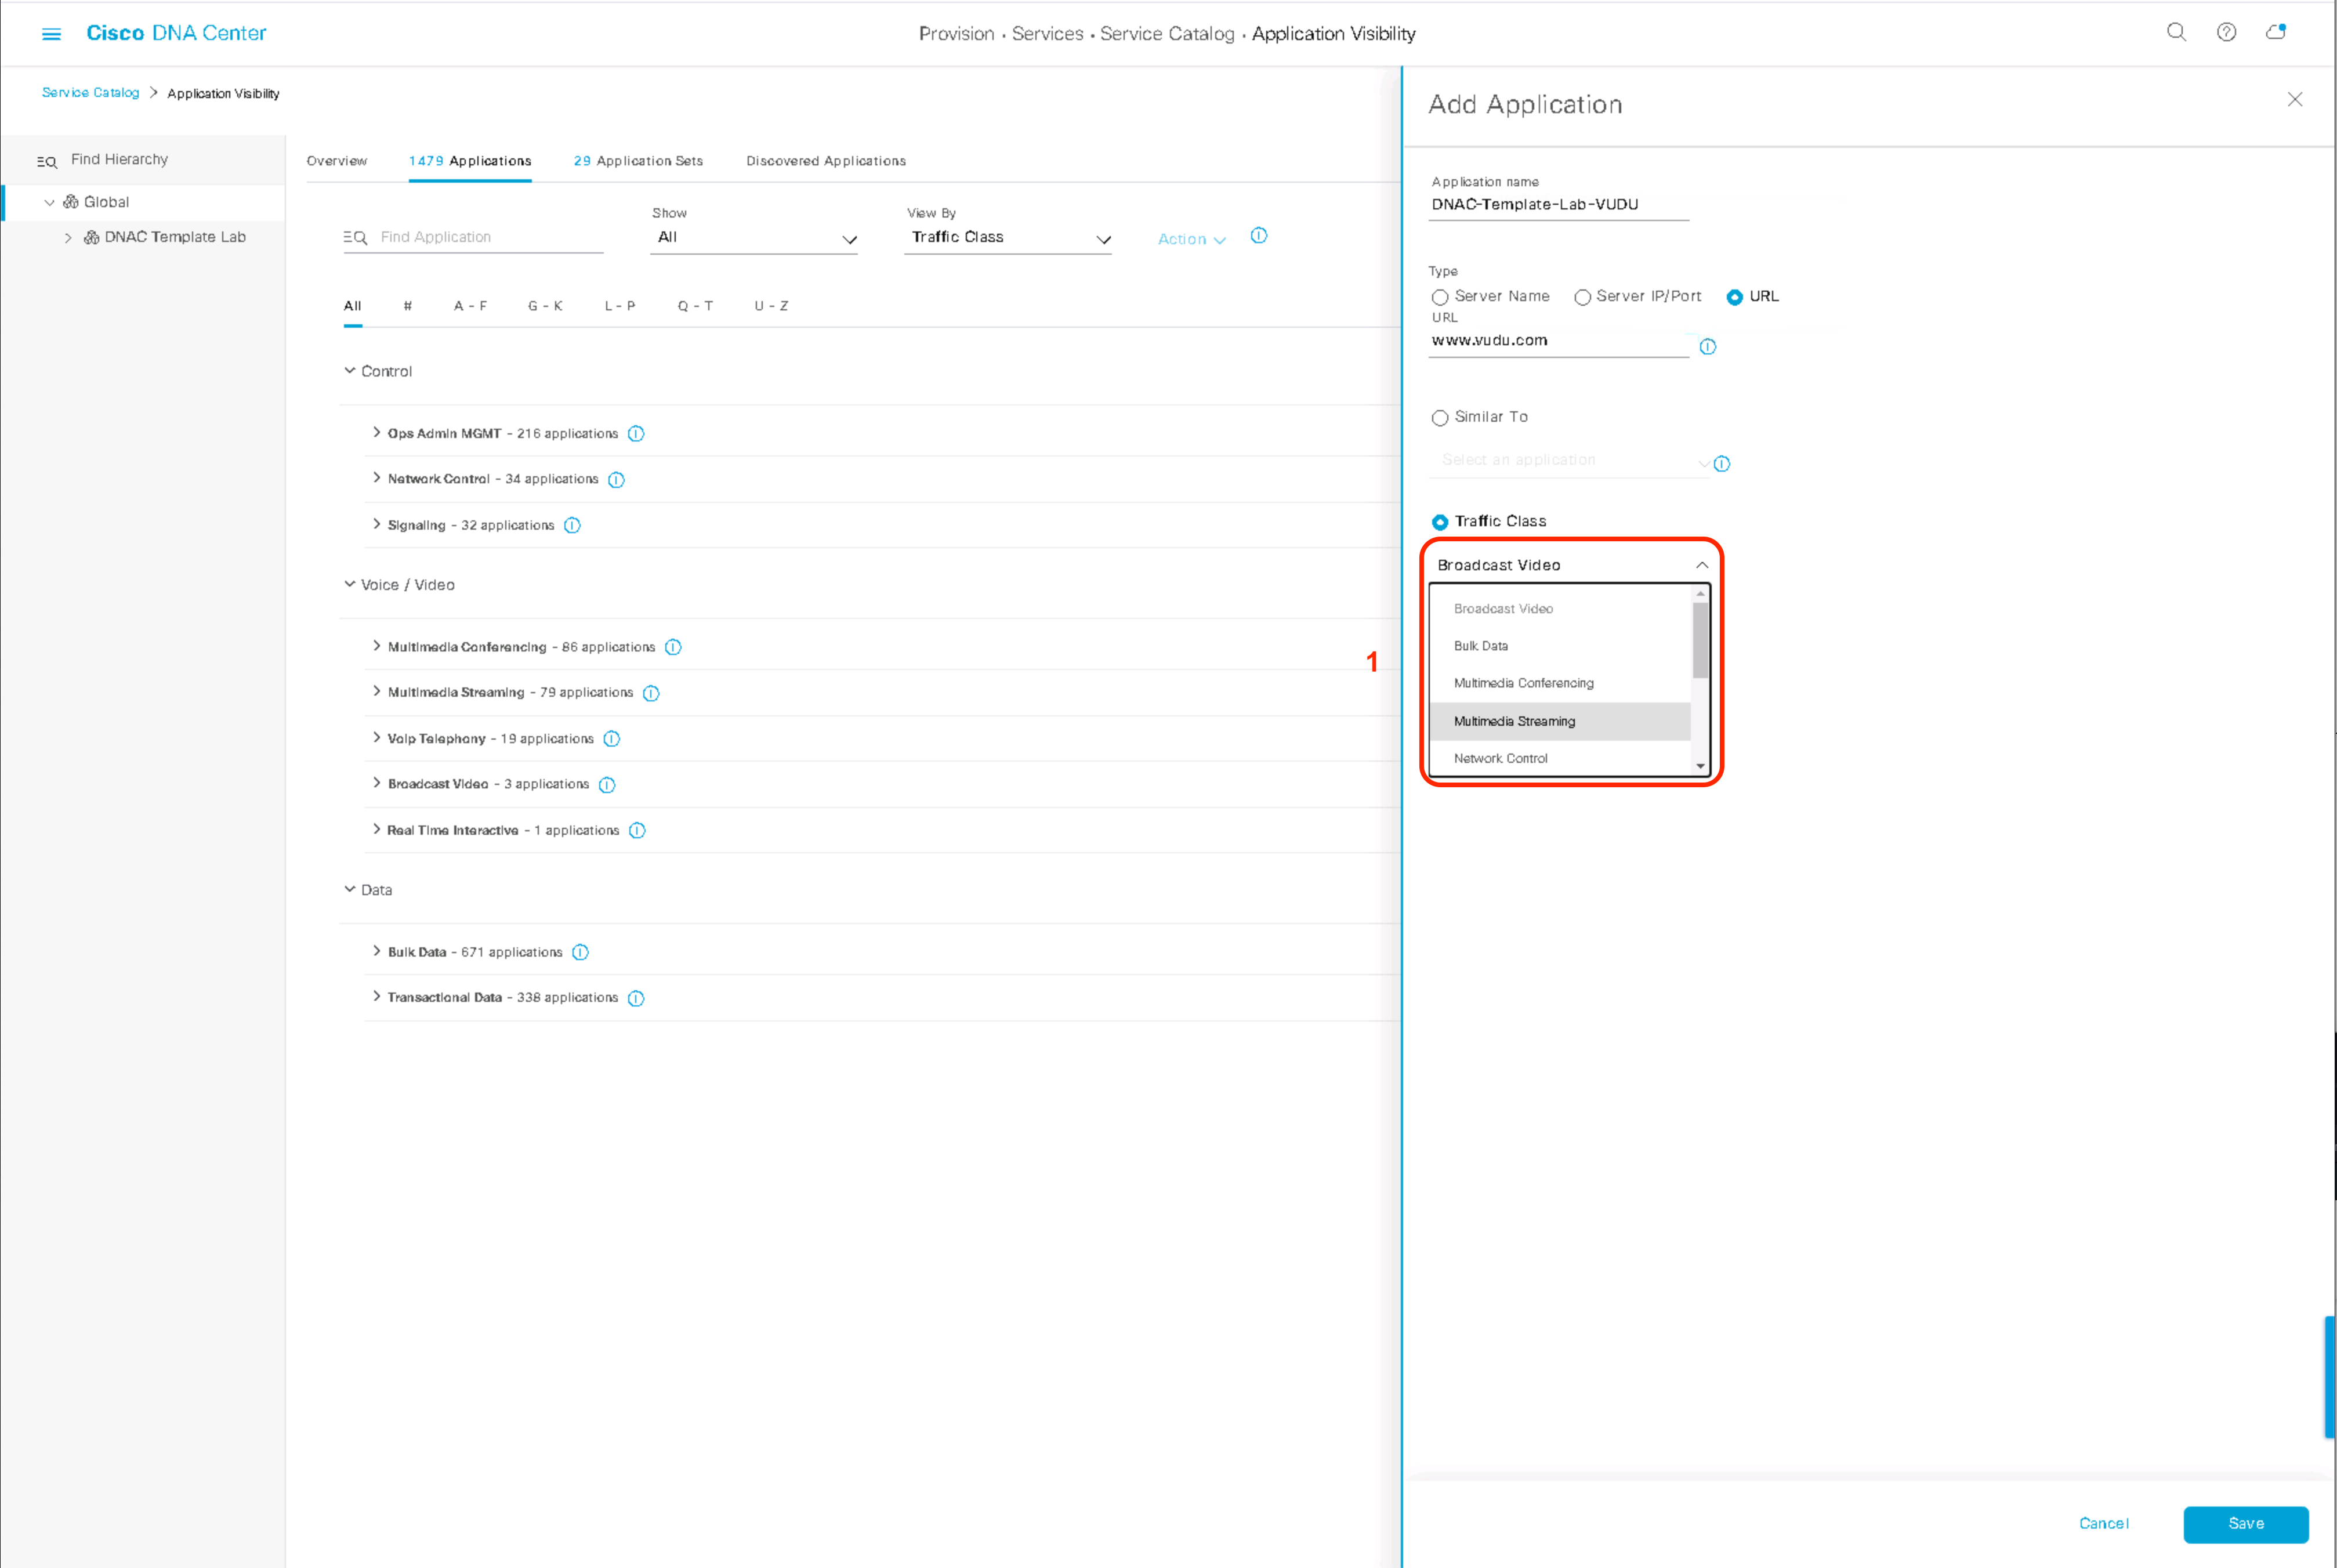 Cisco DNA Center
Provision · Services · Service Catalog · Application Visibility
Service Catalog > Application Visibility
Find Hierarchy
Global
DNAC Template Lab
Overview 1479 Applications 29 Application Sets Discovered Applications
Find Application
Show
All
View By
Traffic Class
Action
All # A - F G - K L - P Q - T U - Z
Control
Ops Admin MGMT - 216 applications
Network Control - 34 applications
Signaling - 32 applications
Voice / Video
Multimedia Conferencing - 86 applications
Multimedia Streaming - 79 applications
Voip Telephony - 19 applications
Broadcast Video - 3 applications
Real Time Interactive - 1 applications
Data
Bulk Data - 671 applications
Transactional Data - 338 applications
Add Application
Application name
DNAC-Template-Lab-VUDU
Type
Server Name Server IP/Port URL
URL
www.vudu.com
Similar To
Select an application
Traffic Class
1
Broadcast Video
Broadcast Video
Bulk Data
Multimedia Conferencing
Multimedia Streaming
Network Control
Cancel Save